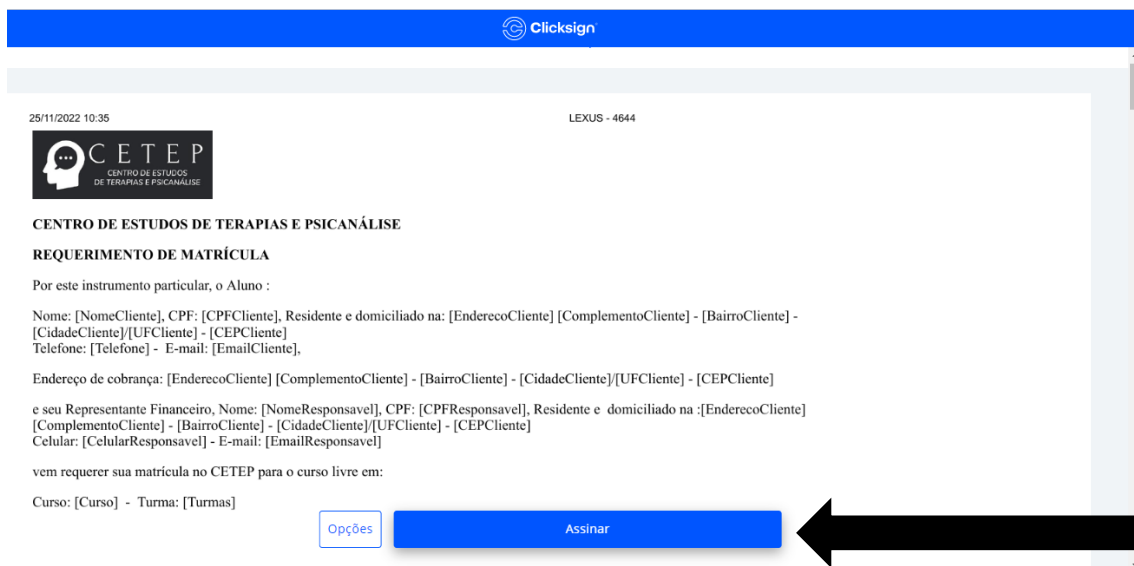 Clicksign
25/11/2022 10:35
LEXUS - 4644
CETEP
CENTRO DE ESTUDOS
DE TERAPIAS E PSICANÁLISE
CENTRO DE ESTUDOS DE TERAPIAS E PSICANÁLISE
REQUERIMENTO DE MATRÍCULA
Por este instrumento particular, o Aluno :
Nome: [NomeCliente], CPF: [CPFCliente], Residente e domiciliado na: [EnderecoCliente] [ComplementoCliente] - [BairroCliente] -
[CidadeCliente]/[UFCliente] - [CEPCliente]
Telefone: [Telefone] - E-mail: [EmailCliente],
Endereço de cobrança: [EnderecoCliente] [ComplementoCliente] - [BairroCliente] - [CidadeCliente]/[UFCliente] - [CEPCliente]
e seu Representante Financeiro, Nome: [NomeResponsavel], CPF: [CPFResponsavel], Residente e domiciliado na :[EnderecoCliente]
[ComplementoCliente] - [BairroCliente] - [CidadeCliente]/[UFCliente] - [CEPCliente]
Celular: [CelularResponsavel] - E-mail: [EmailResponsavel]
vem requerer sua matrícula no CETEP para o curso livre em:
Curso: [Curso] - Turma: [Turmas]
Opções
Assinar